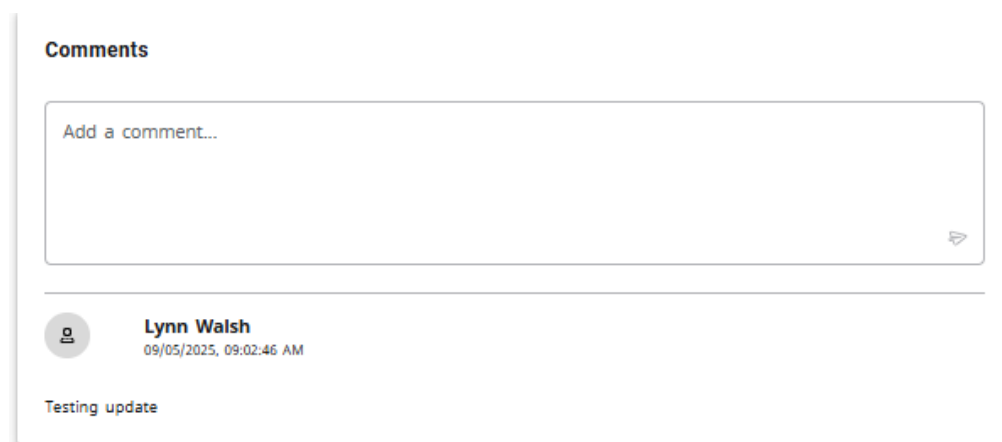 Comments
Add a comment...
Lynn Walsh
09/05/2025, 09:02:46 AM
Testing update